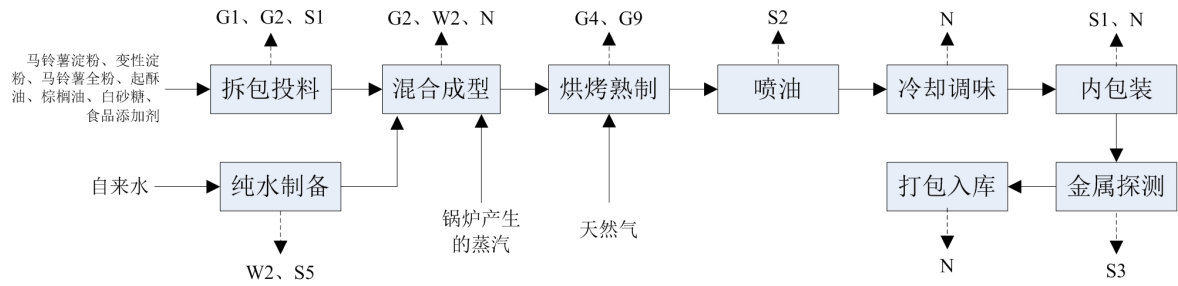 G1、G2、S1
G2、W2、N
G4、G9
S2
N
S1、N
马铃薯淀粉、变性淀
粉、马铃薯全粉、起酥
油、棕榈油、白砂糖、
食品添加剂
拆包投料
混合成型
烘烤熟制
喷油
冷却调味
内包装
自来水
纯水制备
锅炉产生
的蒸汽
天然气
打包入库
金属探测
W2、S5
N
S3